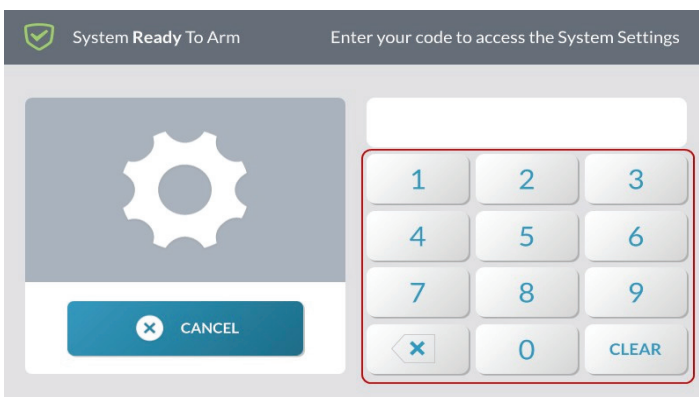 System Ready To Arm
Enter your code to access the System Settings
1 2 3
4 5 6
7 8 9
0 CLEAR
CANCEL